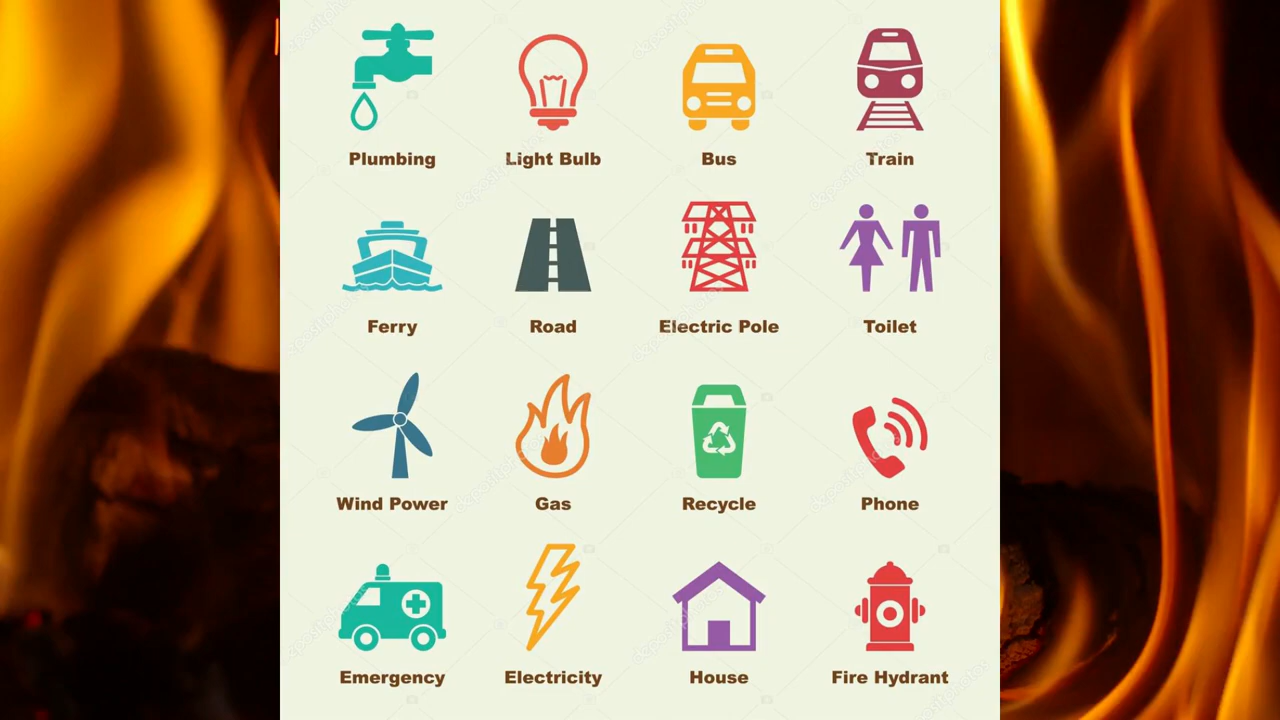 Plumbing
Light Bulb
Bus
Train
Ferry
Road
Electric Pole
Toilet
Wind Power
Gas
Recycle
Phone
Emergency
Electricity
House
Fire Hydrant
depositphotos